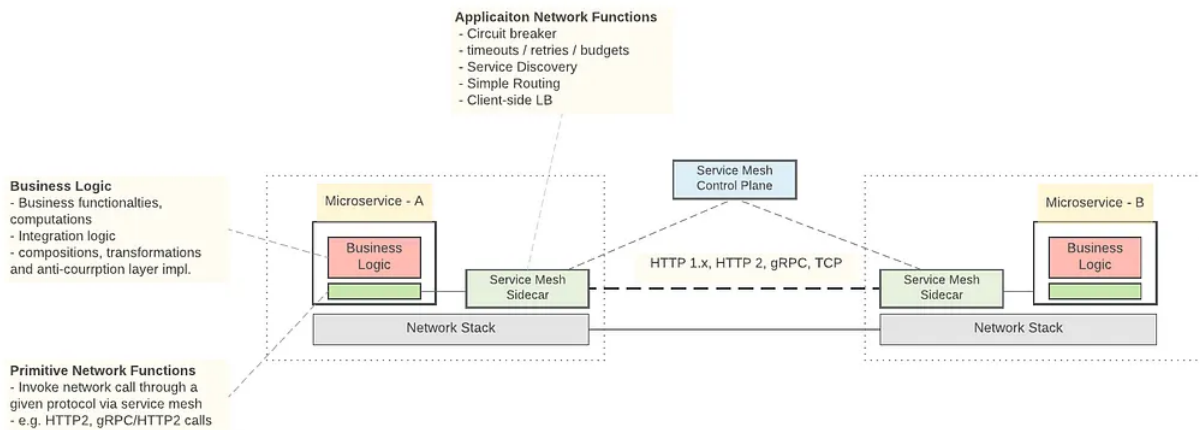 Applicaiton Network Functions
- Circuit breaker
- timeouts / retries / budgets
- Service Discovery
- Simple Routing
- Client-side LB
Service Mesh
Control Plane
Business Logic
- Business functionalties,
computations
- Integration logic
- compositions, transformations
and anti-courrption layer impl.
Microservice - A
Business
Logic
Service Mesh
Sidecar
Network Stack
HTTP 1.x, HTTP 2, gRPC, TCP
Microservice - B
Business
Logic
Service Mesh
Sidecar
Network Stack
Primitive Network Functions
- Invoke network call through a
given protocol via service mesh
- e.g. HTTP2, gRPC/HTTP2 calls